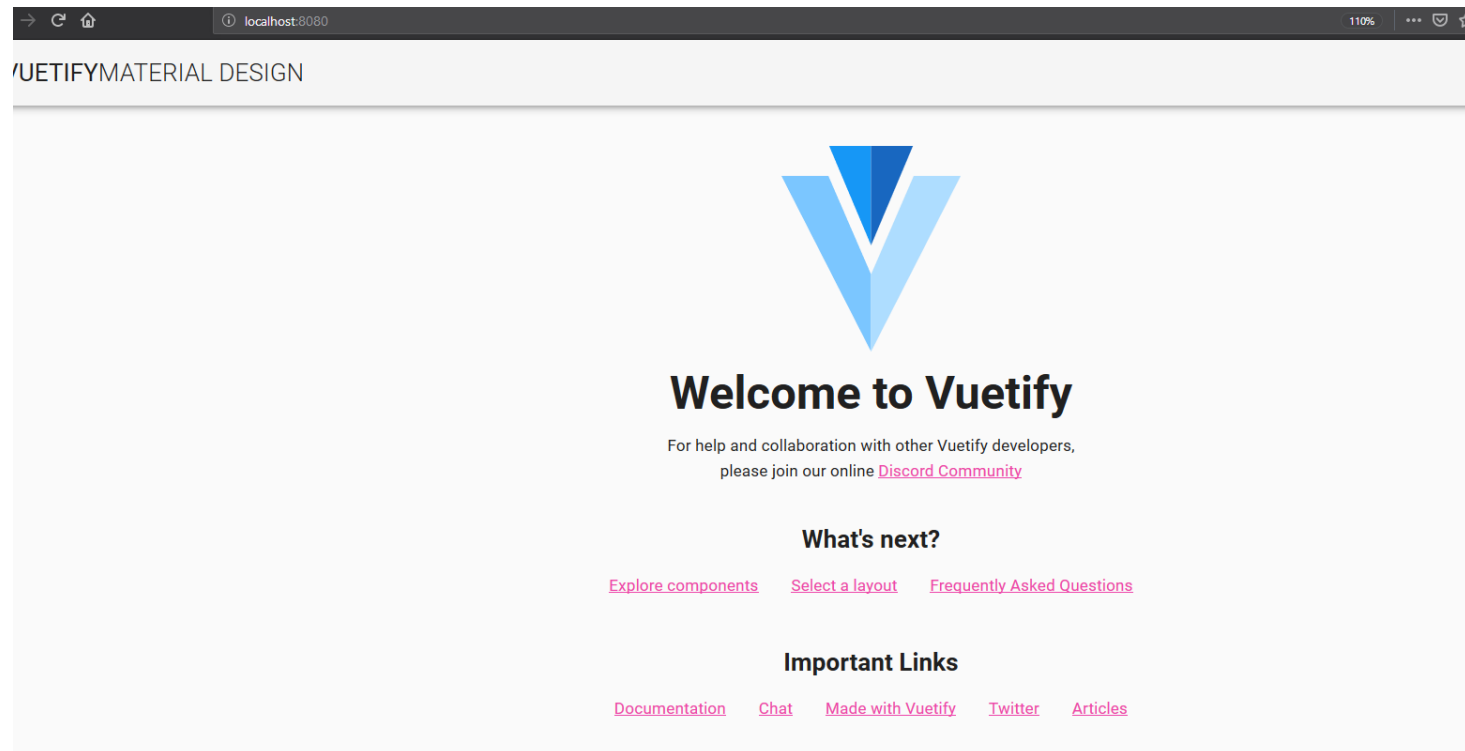 localhost:8080 110%
VUETIFYMATERIAL DESIGN
Welcome to Vuetify
For help and collaboration with other Vuetify developers,
please join our online Discord Community
What's next?
Explore components Select a layout Frequently Asked Questions
Important Links
Documentation Chat Made with Vuetify Twitter Articles